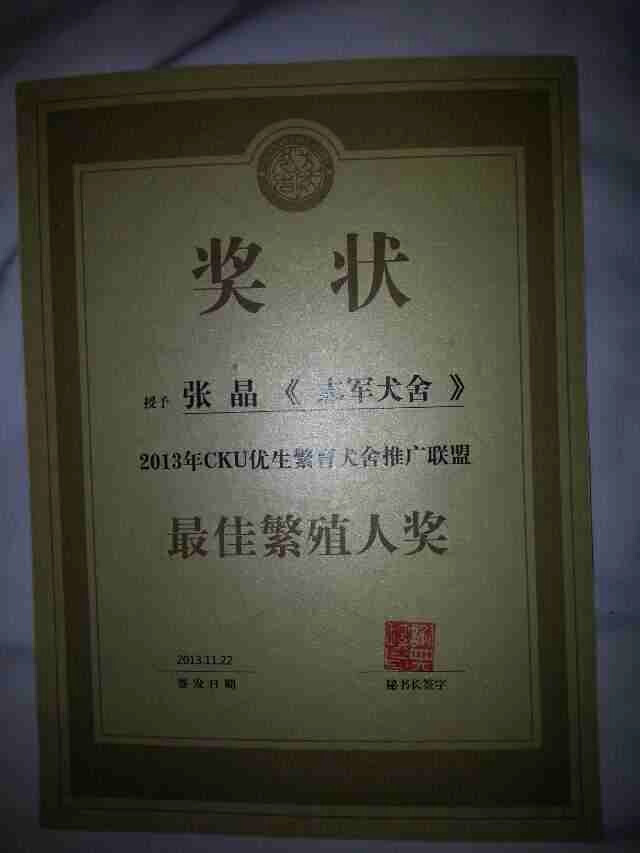 奖状
授予 张晶《志军犬舍》
2013年CKU优生繁育犬舍推广联盟
最佳繁殖人奖
2013.11.22
签发日期
秘书长签字